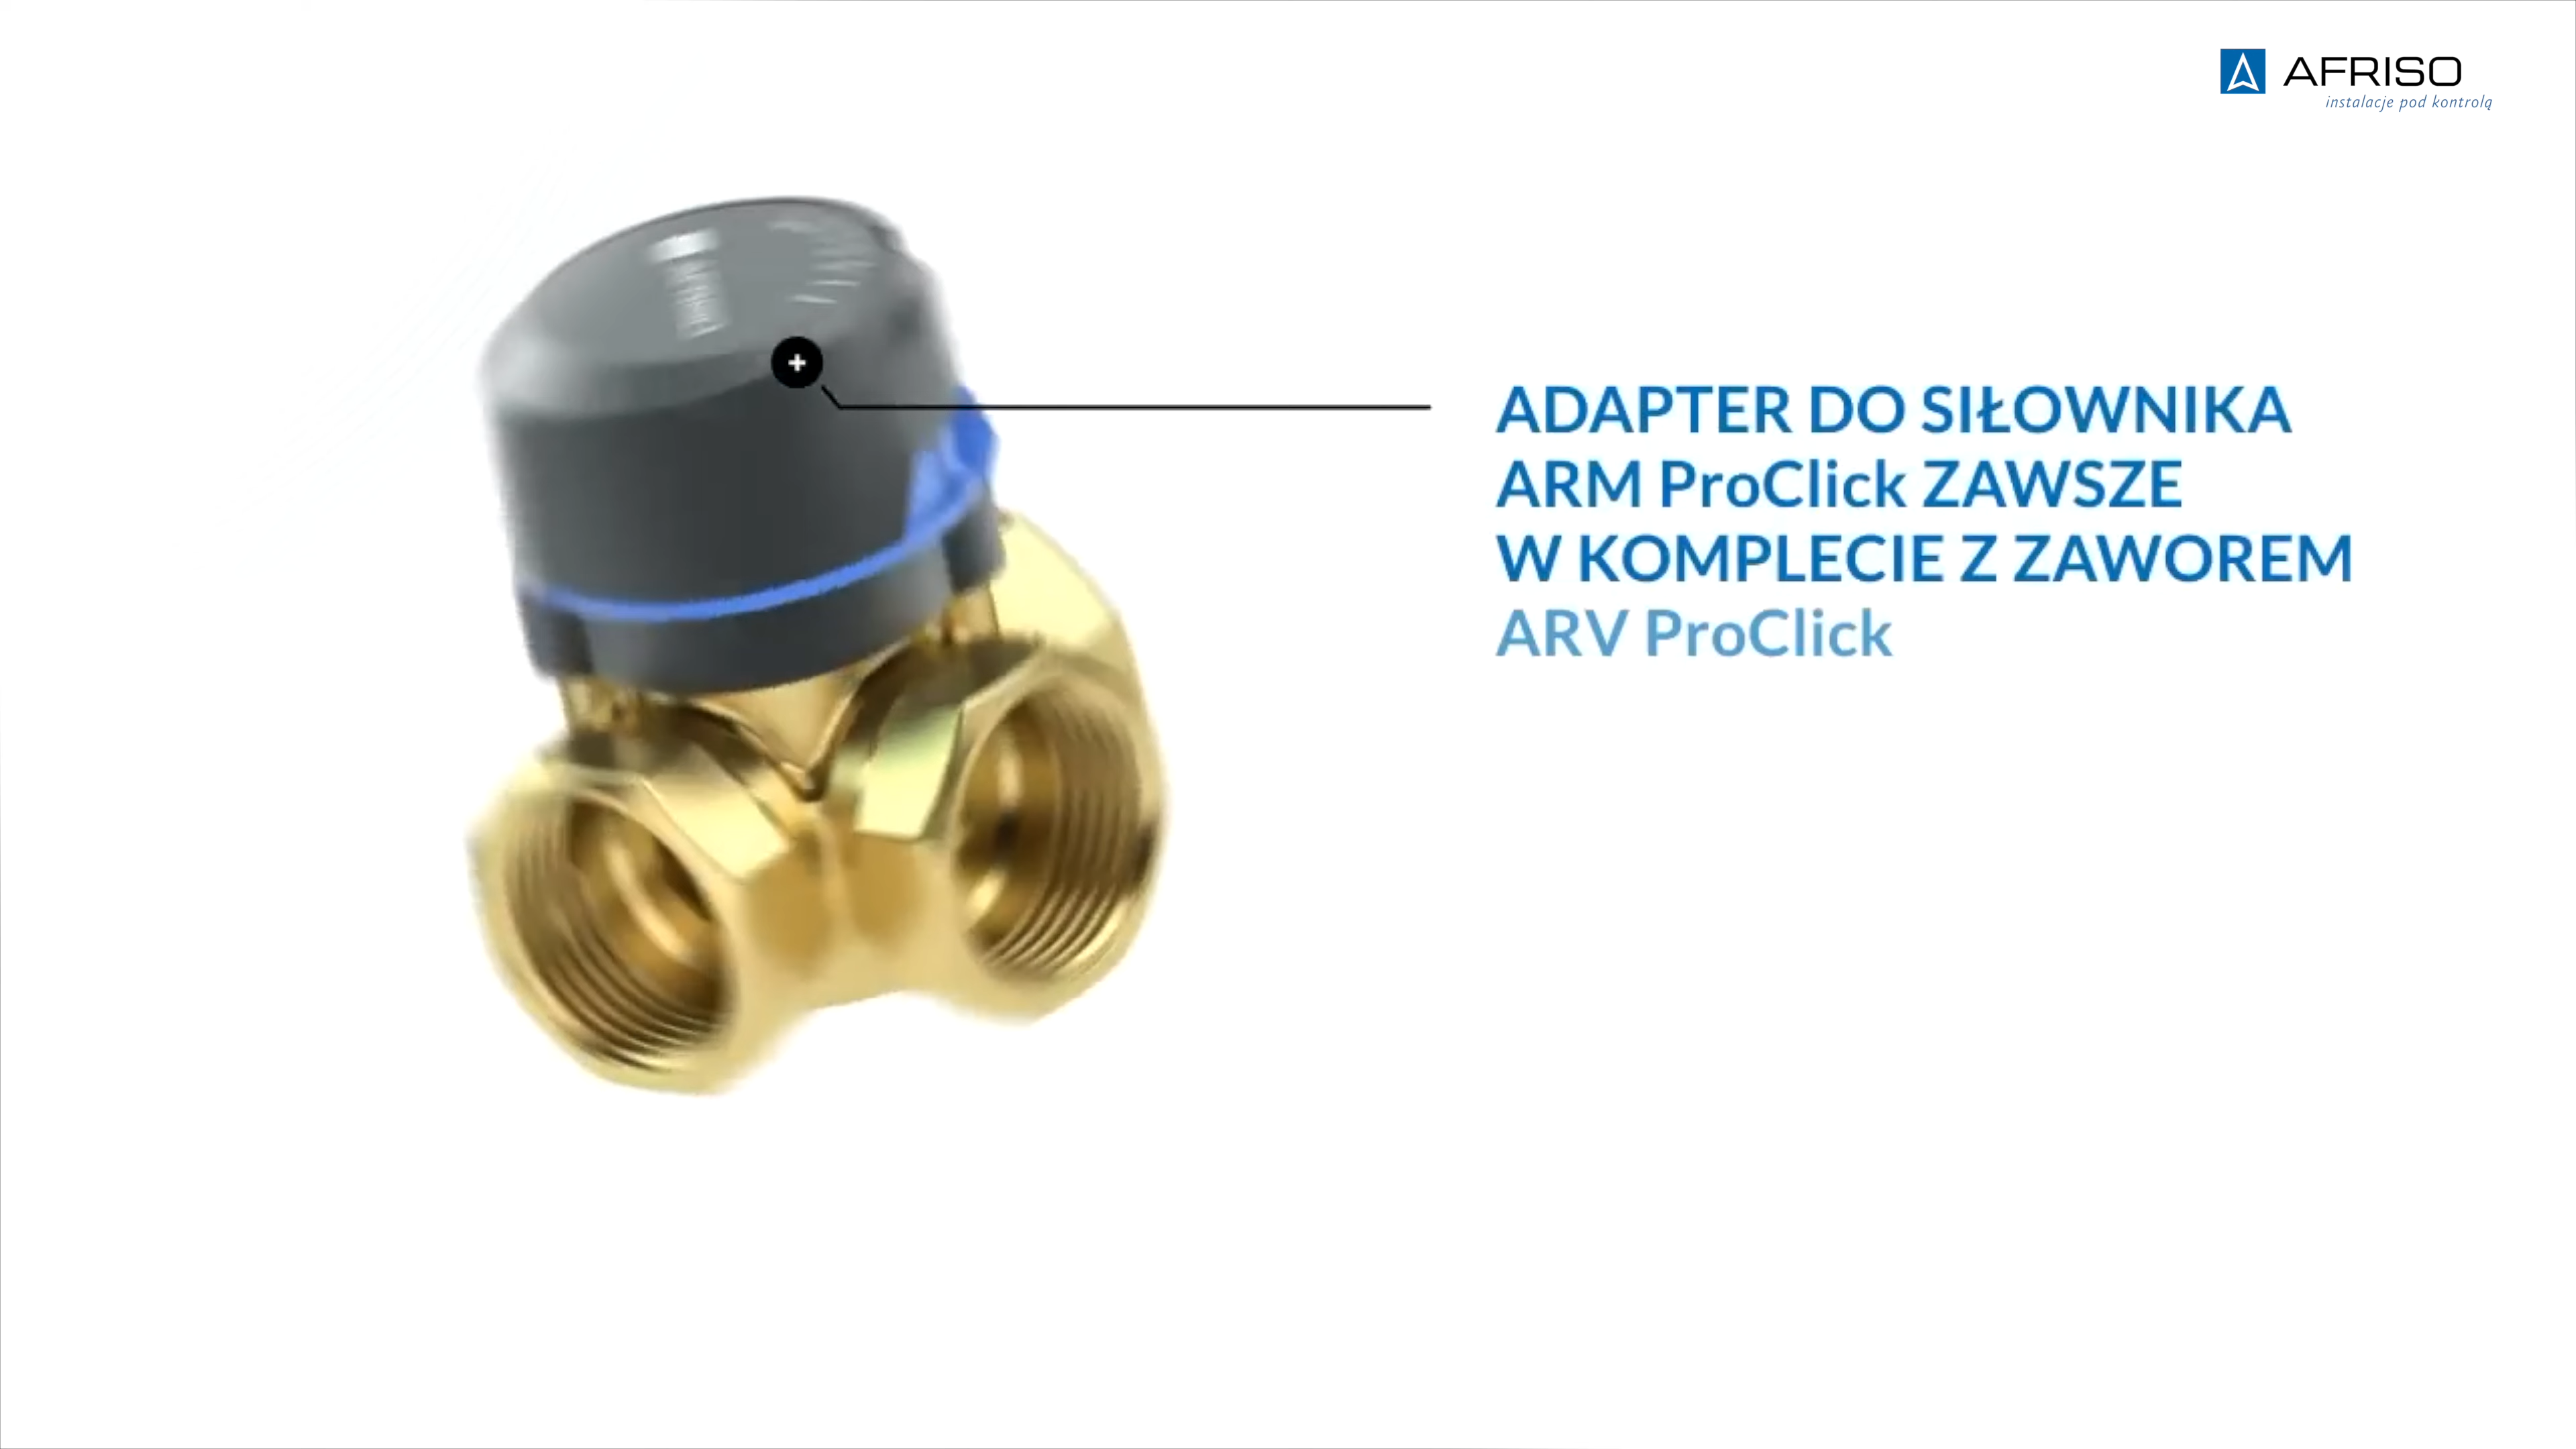 AFRISO
instalacje pod kontrolą
ADAPTER DO SIŁOWNIKA
ARM ProClick ZAWSZE
W KOMPLECIE Z ZAWOREM
ARV ProClick